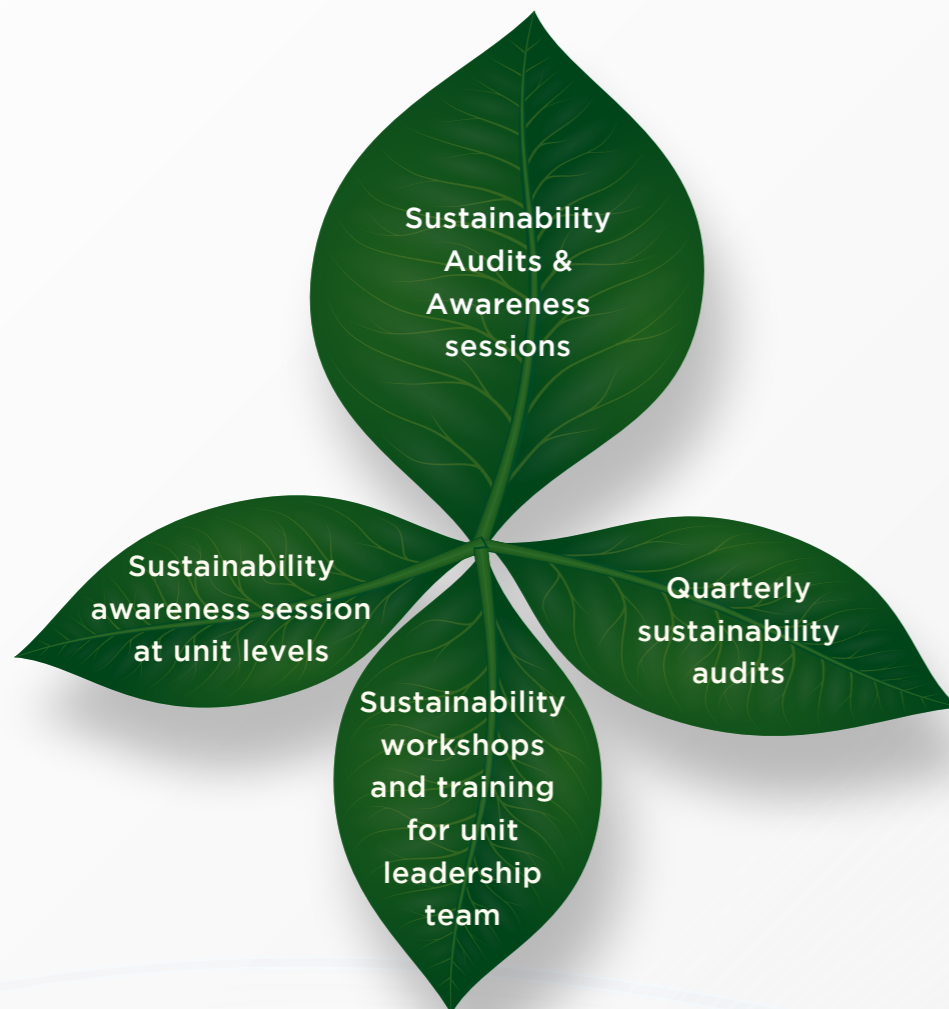 Sustainability
Audits &
Awareness
sessions
Sustainability
awareness session
at unit levels
Quarterly
sustainability
audits
Sustainability
workshops
and training
for unit
leadership
team